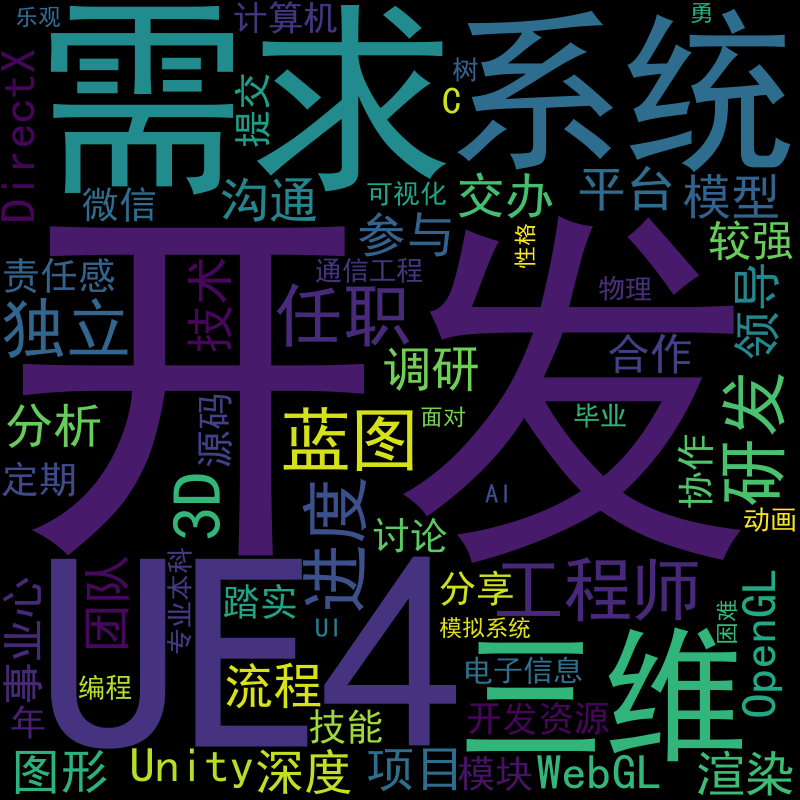 乐观
计算机
勇
需求
系统
DirectX
提交
树
C
微信
沟通
可视化
交办
平台
模型
参与
性格
较强
开发
责任感
技术
通信工程
物理
领导
独立
任职
合作
调研
分析
源码
蓝图
面对
毕业
研发
定期
3D
进度
讨论
AI
协作
动画
团队
专业本科
UE4
踏实
UI
分享
工程师
模拟系统
困难
OpenGL
事业心
年
编程
流程
技能
电子信息
三维
开发资源
图形
Unity
深度
项目
模块
WebGL
渲染